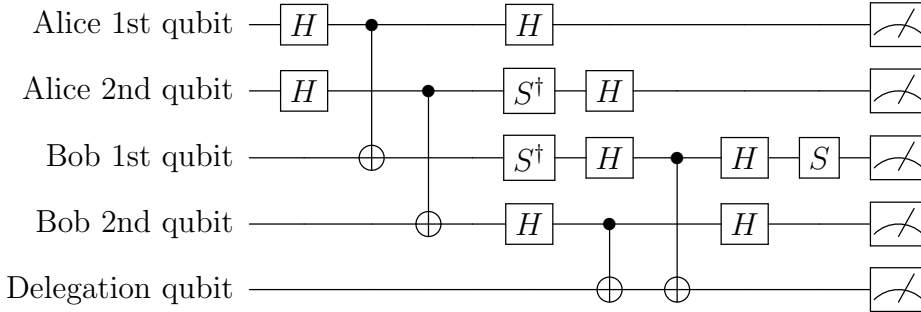 Alice 1st qubit H H
Alice 2nd qubit H S† H
Bob 1st qubit S† H H S
Bob 2nd qubit H H
Delegation qubit